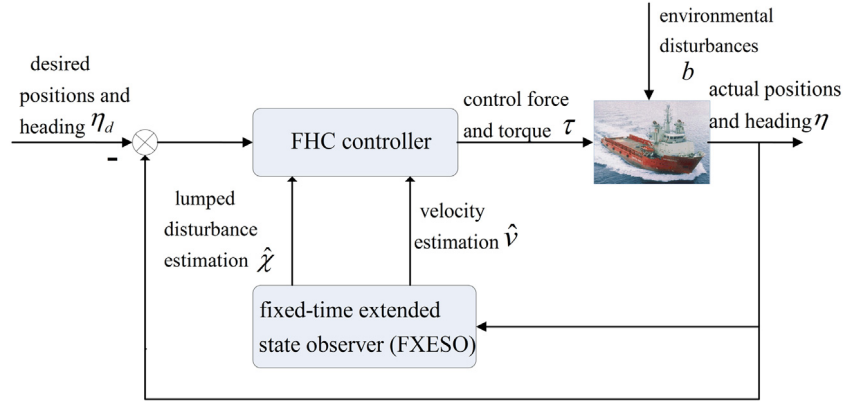 environmental
disturbances
b
desired
positions and
heading η_d
-
FHC controller
control force
and torque τ
actual positions
and heading η
lumped
disturbance
estimation χ̂
velocity
estimation v̂
fixed-time extended
state observer (FXESO)